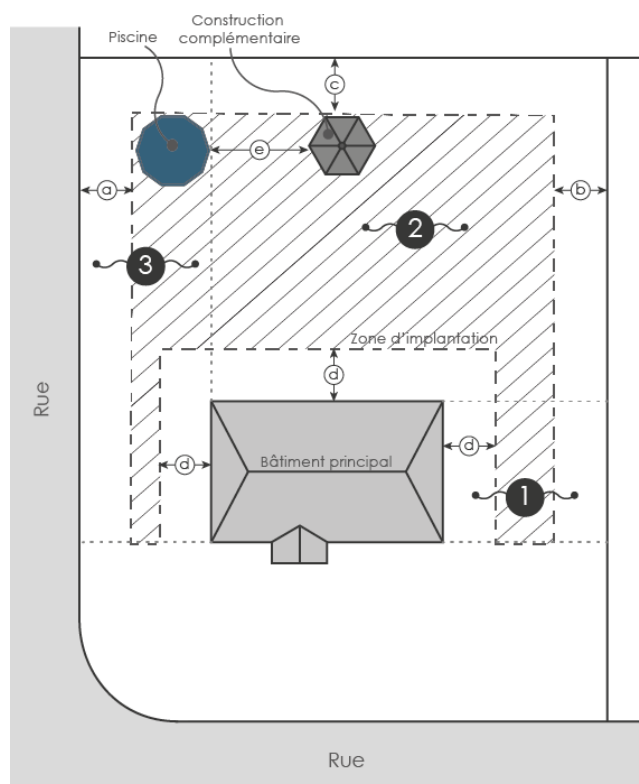 Construction
complémentaire
Piscine
c
e
a
b
2
3
Zone d'implantation
d
Rue
Bâtiment principal
d
d
1
Rue